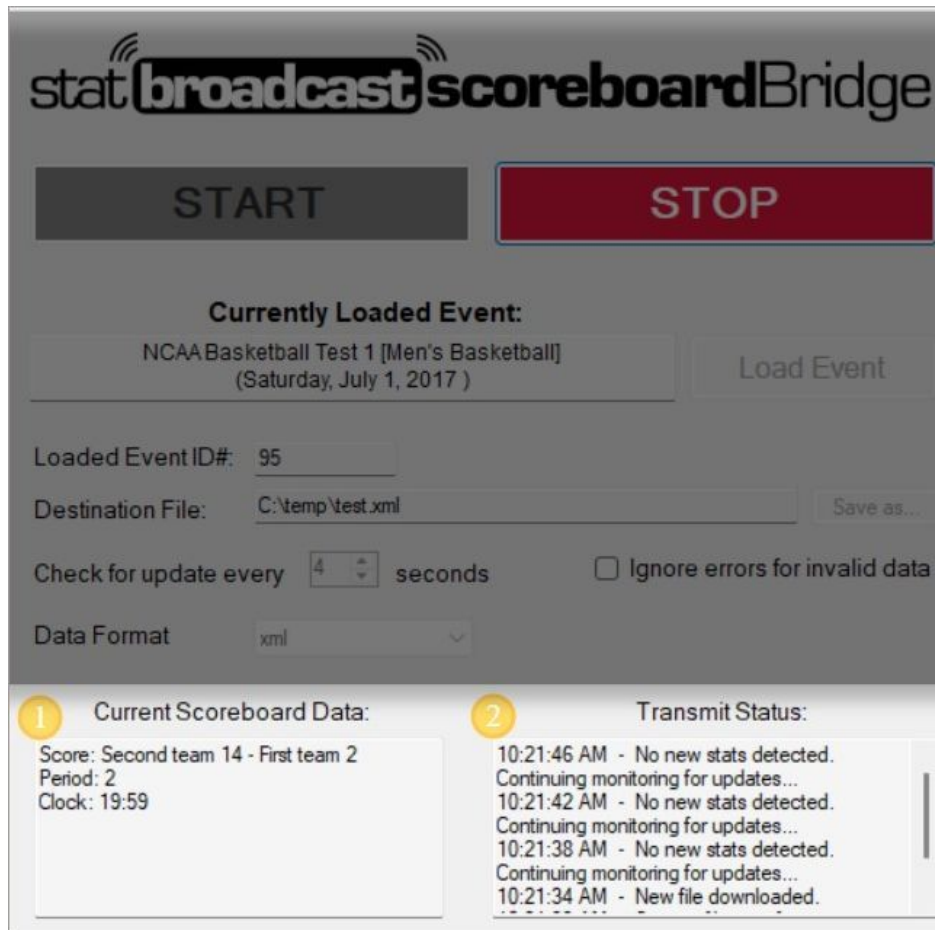 statbroadcast scoreboardBridge
START STOP
Currently Loaded Event:
NCAA Basketball Test 1 [Men's Basketball]
(Saturday, July 1, 2017 )
Load Event
Loaded Event ID#: 95
Destination File: C:\temp\test.xml Save as...
Check for update every 4 seconds Ignore errors for invalid data
Data Format xml
1 Current Scoreboard Data:
Score: Second team 14 - First team 2
Period: 2
Clock: 19:59
2 Transmit Status:
10:21:46 AM - No new stats detected.
Continuing monitoring for updates...
10:21:42 AM - No new stats detected.
Continuing monitoring for updates...
10:21:38 AM - No new stats detected.
Continuing monitoring for updates...
10:21:34 AM - New file downloaded.